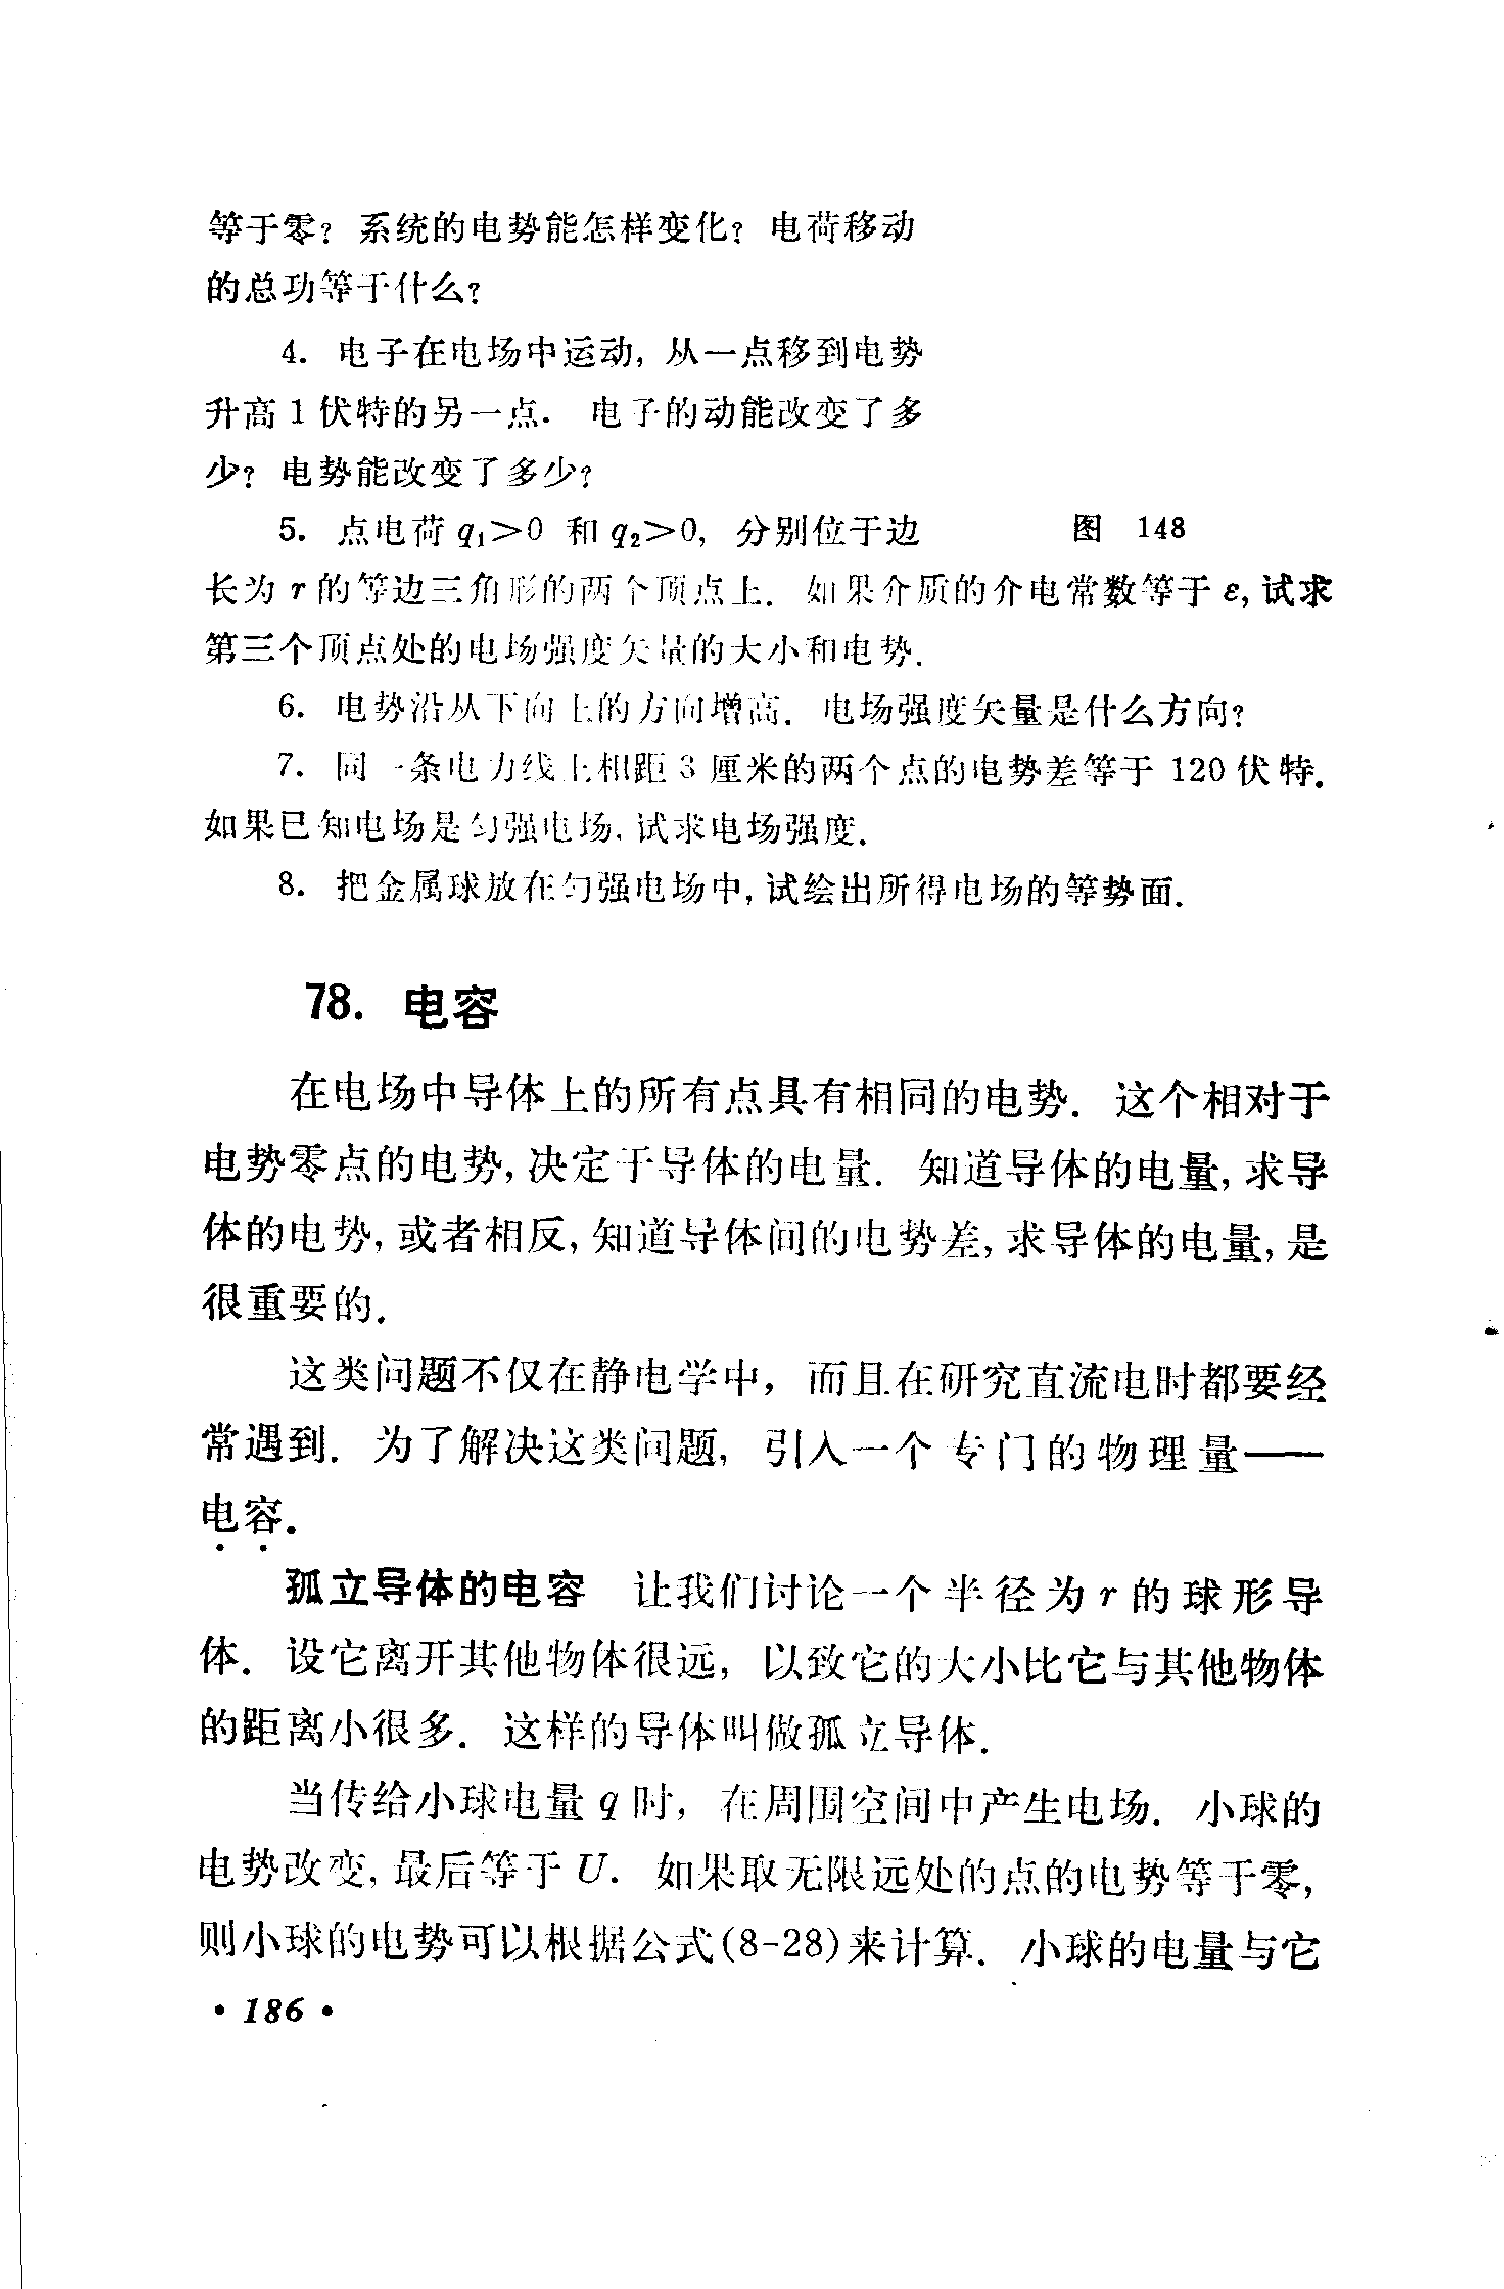 等于零？ 系统的电势能怎样变化？ 电荷移动
的总功等于什么？
4. 电子在电场中运动, 从一点移到电势
升高 1 伏特的另一点. 电子的动能改变了多
少？ 电势能改变了多少？
5. 点电荷 q₁>0 和 q₂>0, 分别位于边
图 148
长为 r 的等边三角形的两个顶点上. 如果介质的介电常数等于 ε, 试求
第三个顶点处的电场强度矢量的大小和电势.
6. 电势沿从下向上的方向增高. 电场强度矢量是什么方向？
7. 同一条电力线上相距 3 厘米的两个点的电势差等于 120 伏特.
如果已知电场是匀强电场, 试求电场强度.
8. 把金属球放在匀强电场中, 试绘出所得电场的等势面.
78. 电容
在电场中导体上的所有点具有相同的电势. 这个相对于
电势零点的电势, 决定于导体的电量. 知道导体的电量, 求导
体的电势, 或者相反, 知道导体间的电势差, 求导体的电量, 是
很重要的.
这类问题不仅在静电学中, 而且在研究直流电时都要经
常遇到. 为了解决这类问题, 引入一个专门的物理量——
电容.
孤立导体的电容 让我们讨论一个半径为 r 的球形导
体. 设它离开其他物体很远, 以致它的大小比它与其他物体
的距离小很多. 这样的导体叫做孤立导体.
当传给小球电量 q 时, 在周围空间中产生电场. 小球的
电势改变, 最后等于 U. 如果取无限远处的点的电势等于零,
则小球的电势可以根据公式(8-28)来计算. 小球的电量与它
• 186 •